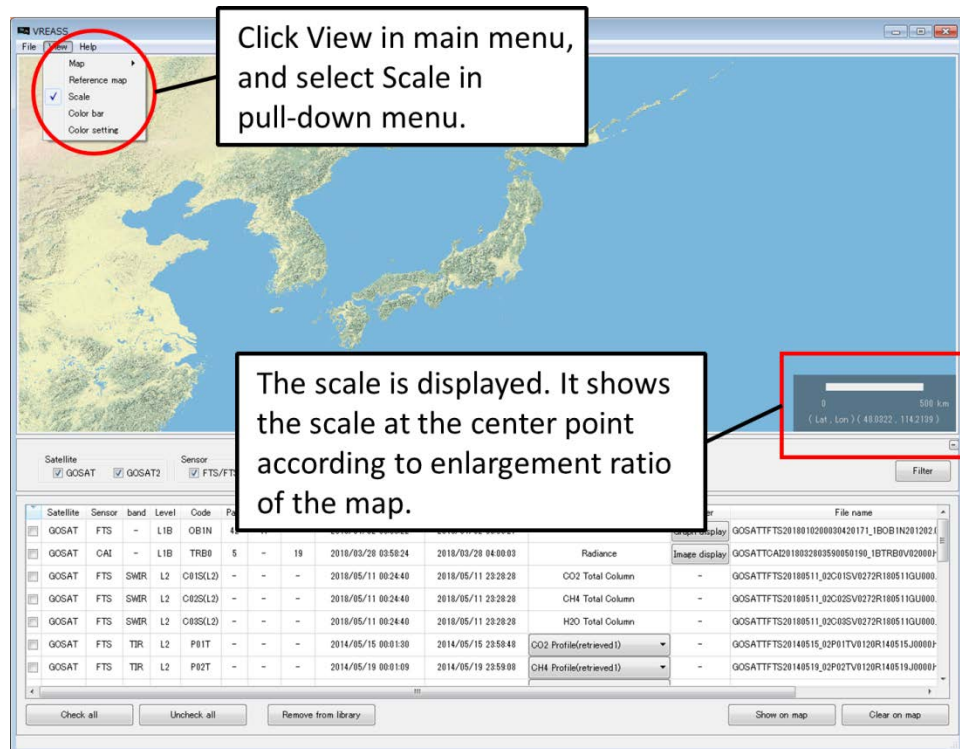 VREASS
File View Help
Map
Reference map
Scale
Color bar
Color setting
Click View in main menu,
and select Scale in
pull-down menu.
The scale is displayed. It shows
the scale at the center point
according to enlargement ratio
of the map.
0 500 km
Satellite Sensor
GOSAT GOSAT2 Filter
Satellite Sensor band Level Code File name
GOSAT FTS - L1B OB1N
GOSAT CAI - L1B TRB0 5 - 19 2018/03/28 03:58:24 2018/03/28 04:00:03 Radiance Image display GOSATTCAI2018032803590050190_1BTRB0V02000
GOSAT FTS SWIR L2 C01S(L2) - - - 2018/05/11 00:24:40 2018/05/11 23:28:28 CO2 Total Column - GOSATTFTS20180511_02C01SV0272R180511GU000.
GOSAT FTS SWIR L2 C02S(L2) - - - 2018/05/11 00:24:40 2018/05/11 23:28:28 CH4 Total Column - GOSATTFTS20180511_02C02SV0272R180511GU000.
GOSAT FTS SWIR L2 C03S(L2) - - - 2018/05/11 00:24:40 2018/05/11 23:28:28 H2O Total Column - GOSATTFTS20180511_02C03SV0272R180511GU000.
GOSAT FTS TIR L2 P01T - - - 2014/05/15 00:01:30 2014/05/15 23:58:48 CO2 Profile(retrieved1) - GOSATTFTS20140515_02P01TV0120R140515J0000
GOSAT FTS TIR L2 P02T - - - 2014/05/19 00:01:09 2014/05/19 23:59:08 CH4 Profile(retrieved1) - GOSATTFTS20140519_02P02TV0120R140519J0000
Check all Uncheck all Remove from library Show on map Clear on map